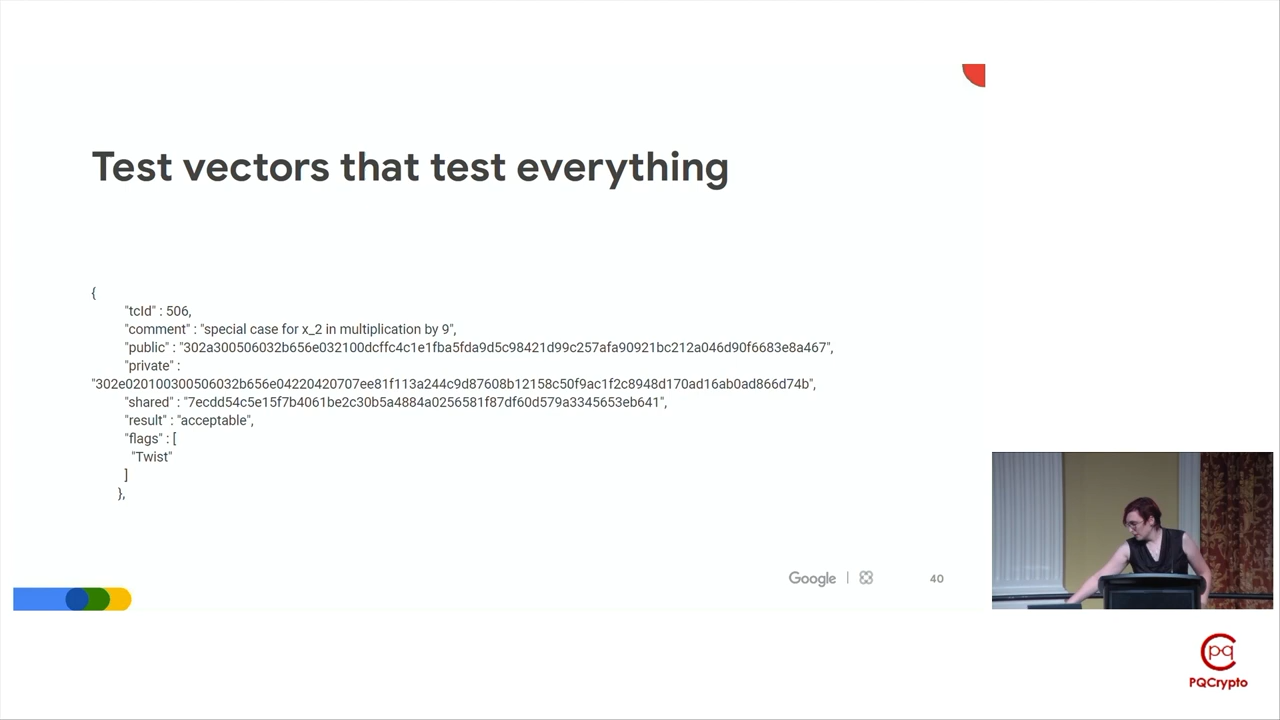 Test vectors that test everything
{
"tcId" : 506,
"comment" : "special case for x_2 in multiplication by 9",
"public" : "302a300506032b656e032100dcffc4c1e1fba5fda9d5c98421d99c257afa90921bc212a046d90f6683e8a467",
"private" :
"302e020100300506032b656e04220420707ee81f113a244c9d87608b12158c50f9ac1f2c8948d170ad16ab0ad866d74b",
"shared" : "7ecdd54c5e15f7b4061be2c30b5a4884a0256581f87df60d579a3345653eb641",
"result" : "acceptable",
"flags" : [
"Twist"
]
},
Google
40
pq
PQCrypto